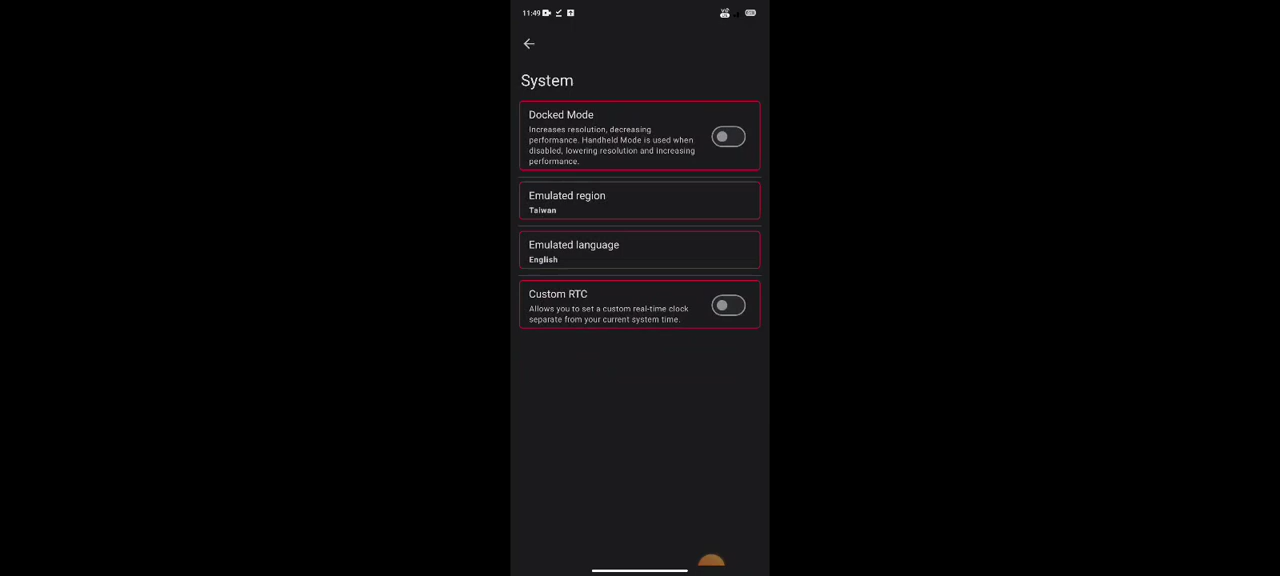 11:49
System
Docked Mode
Increases resolution, decreasing
performance. Handheld Mode is used when
disabled, lowering resolution and increasing
performance.
Emulated region
Taiwan
Emulated language
English
Custom RTC
Allows you to set a custom real-time clock
separate from your current system time.